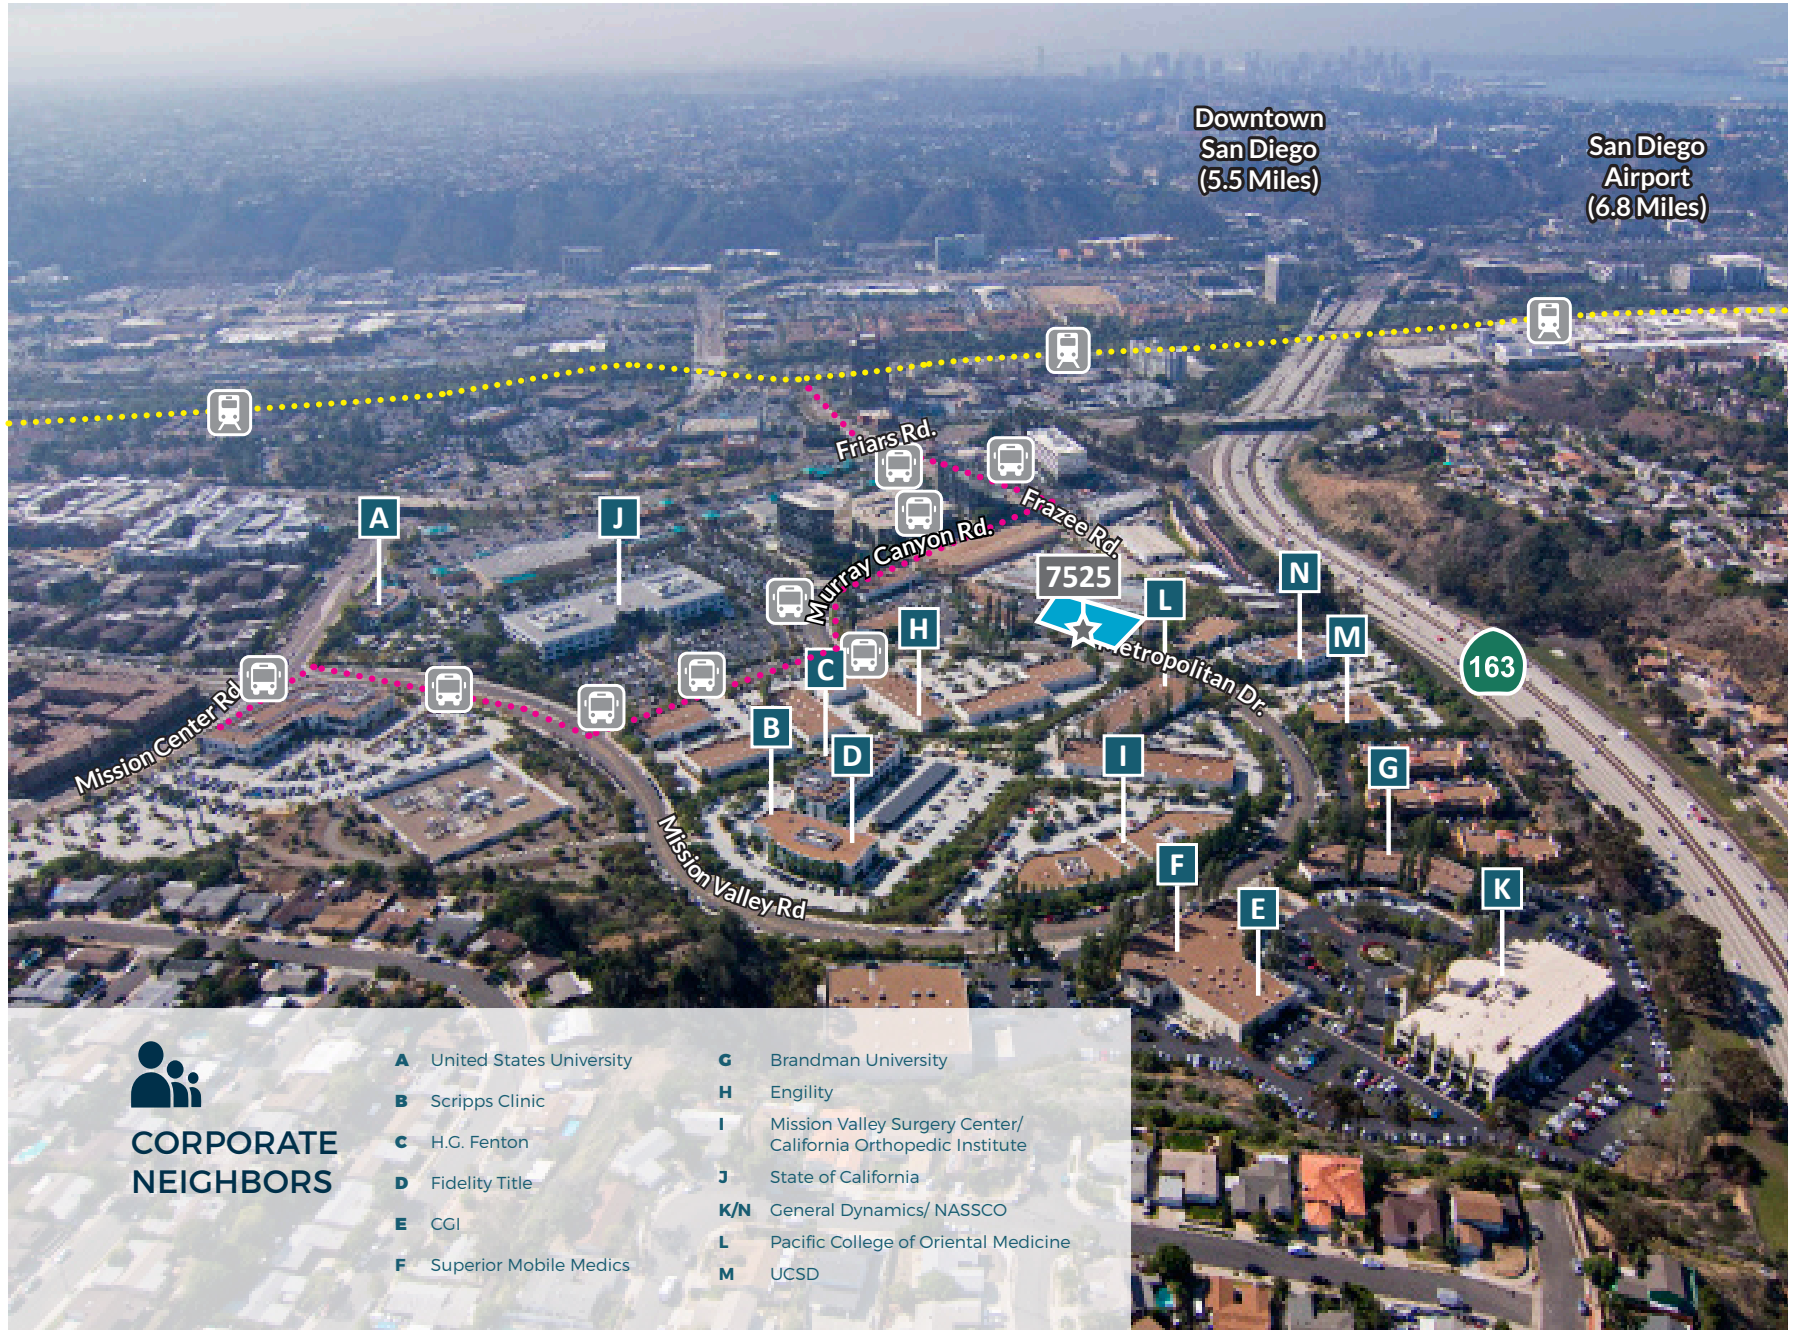 Downtown
San Diego
(5.5 Miles)
San Diego
Airport
(6.8 Miles)
Friars Rd.
Frazee Rd.
Murray Canyon Rd.
A
J
7525
N
L
H
M
Metropolitan Dr.
163
C
Mission Center Rd
B
D
I
G
Mission Valley Rd
F
K
E
CORPORATE
NEIGHBORS
A United States University
B Scripps Clinic
C H.G. Fenton
D Fidelity Title
E CGI
F Superior Mobile Medics
G Brandman University
H Engility
I Mission Valley Surgery Center/
California Orthopedic Institute
J State of California
K/N General Dynamics/ NASSCO
L Pacific College of Oriental Medicine
M UCSD